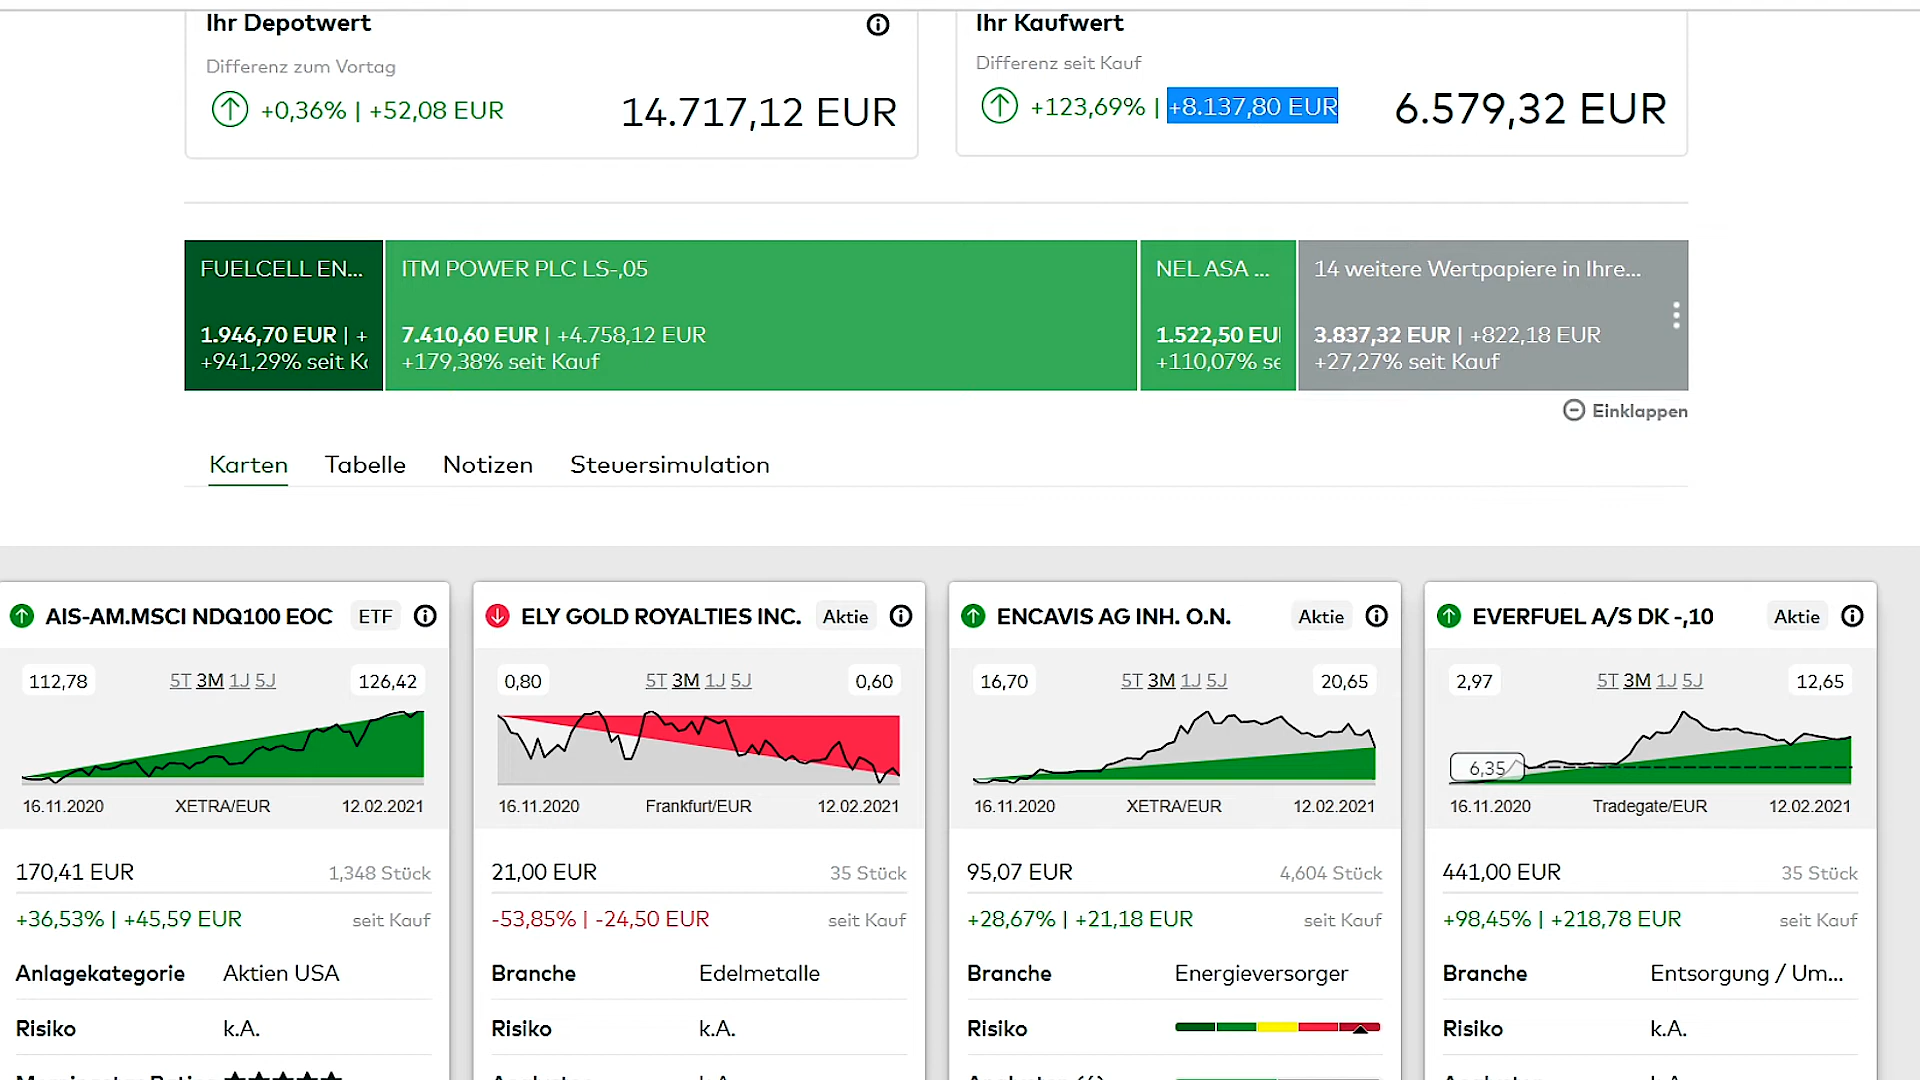 Ihr Depotwert
Differenz zum Vortag
+0,36% | +52,08 EUR
14.717,12 EUR
Ihr Kaufwert
Differenz seit Kauf
+123,69% | +8.137,80 EUR
6.579,32 EUR
FUELCELL EN...
1.946,70 EUR | +
+941,29% seit
ITM POWER PLC LS-,05
7.410,60 EUR | +4.758,12 EUR
+179,38% seit Kauf
NEL ASA ...
1.522,50
+110,07%
14 weitere Wertpapiere in Ihre...
3.837,32 EUR | +822,18 EUR
+27,27% seit Kauf
Einklappen
Karten Tabelle Notizen Steuersimulation
AIS-AM.MSCI NDQ100 EOC ETF
112,78 5T 3M 1J 5J 126,42
16.11.2020 XETRA/EUR 12.02.2021
170,41 EUR 1,348 Stück
+36,53% | +45,59 EUR seit Kauf
Anlagekategorie Aktien USA
Risiko k.A.
ELY GOLD ROYALTIES INC. Aktie
0,80 5T 3M 1J 5J 0,60
16.11.2020 Frankfurt/EUR 12.02.2021
21,00 EUR 35 Stück
-53,85% | -24,50 EUR seit Kauf
Branche Edelmetalle
Risiko k.A.
ENCAVIS AG INH. O.N. Aktie
16,70 5T 3M 1J 5J 20,65
16.11.2020 XETRA/EUR 12.02.2021
95,07 EUR 4,604 Stück
+28,67% | +21,18 EUR seit Kauf
Branche Energieversorger
Risiko
EVERFUEL A/S DK -,10 Aktie
2,97 5T 3M 1J 5J 12,65
6,35
16.11.2020 Tradegate/EUR 12.02.2021
441,00 EUR 35 Stück
+98,45% | +218,78 EUR seit Kauf
Branche Entsorgung / Um...
Risiko k.A.